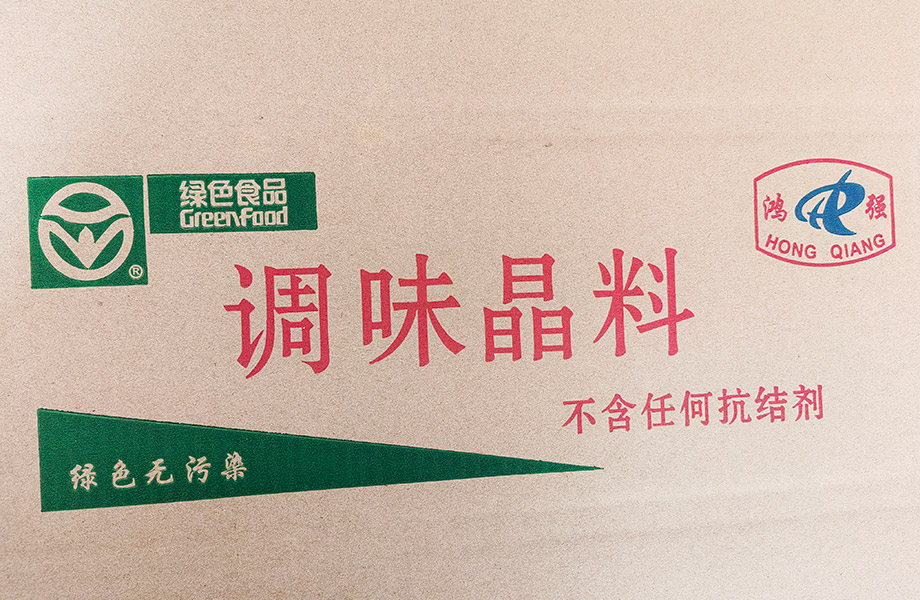 绿色食品
GreenFood
®
鸿 强
HONG QIANG
调味晶料
不含任何抗结剂
绿色无污染